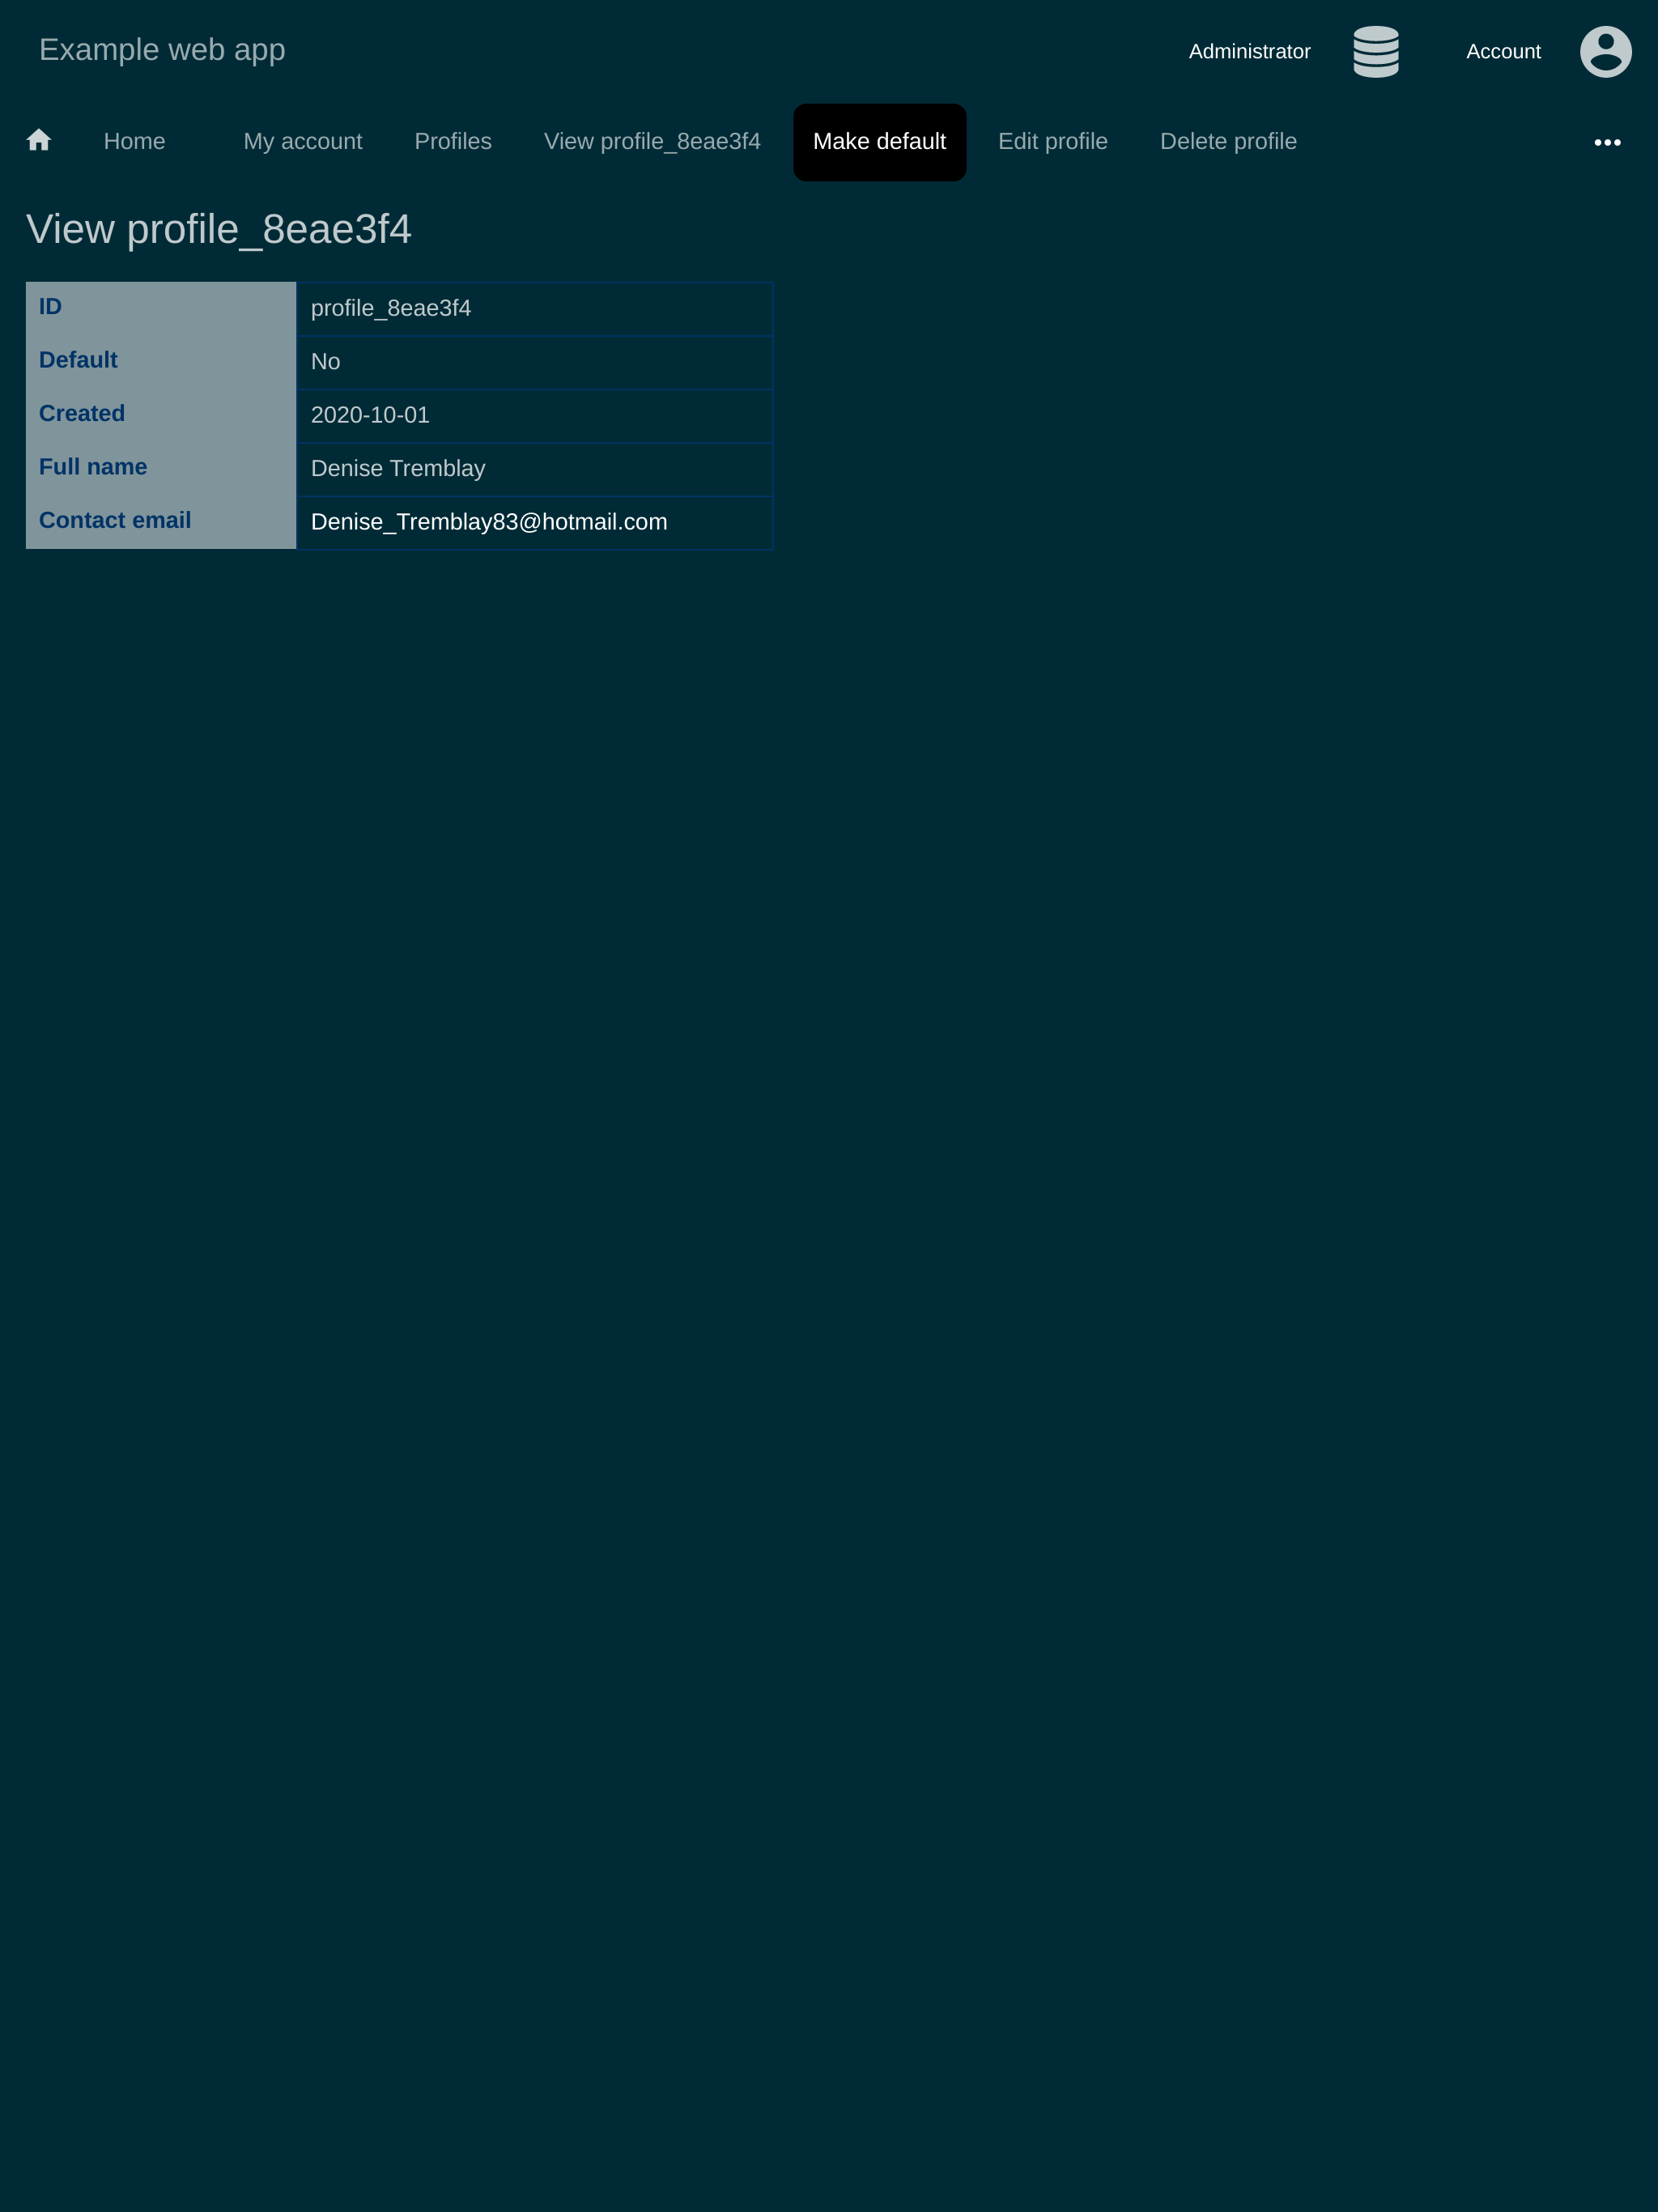 Example web app
Administrator
Account
Home
My account
Profiles
View profile_8eae3f4
Make default
Edit profile
Delete profile
View profile_8eae3f4
ID profile_8eae3f4
Default No
Created 2020-10-01
Full name Denise Tremblay
Contact email Denise_Tremblay83@hotmail.com